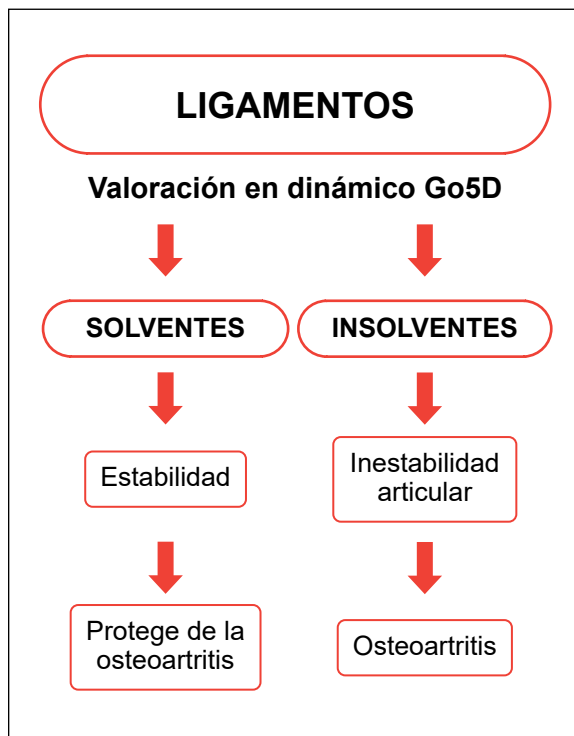 LIGAMENTOS
Valoración en dinámico Go5D
SOLVENTES
INSOLVENTES
Estabilidad
Inestabilidad
articular
Protege de la
osteoartritis
Osteoartritis